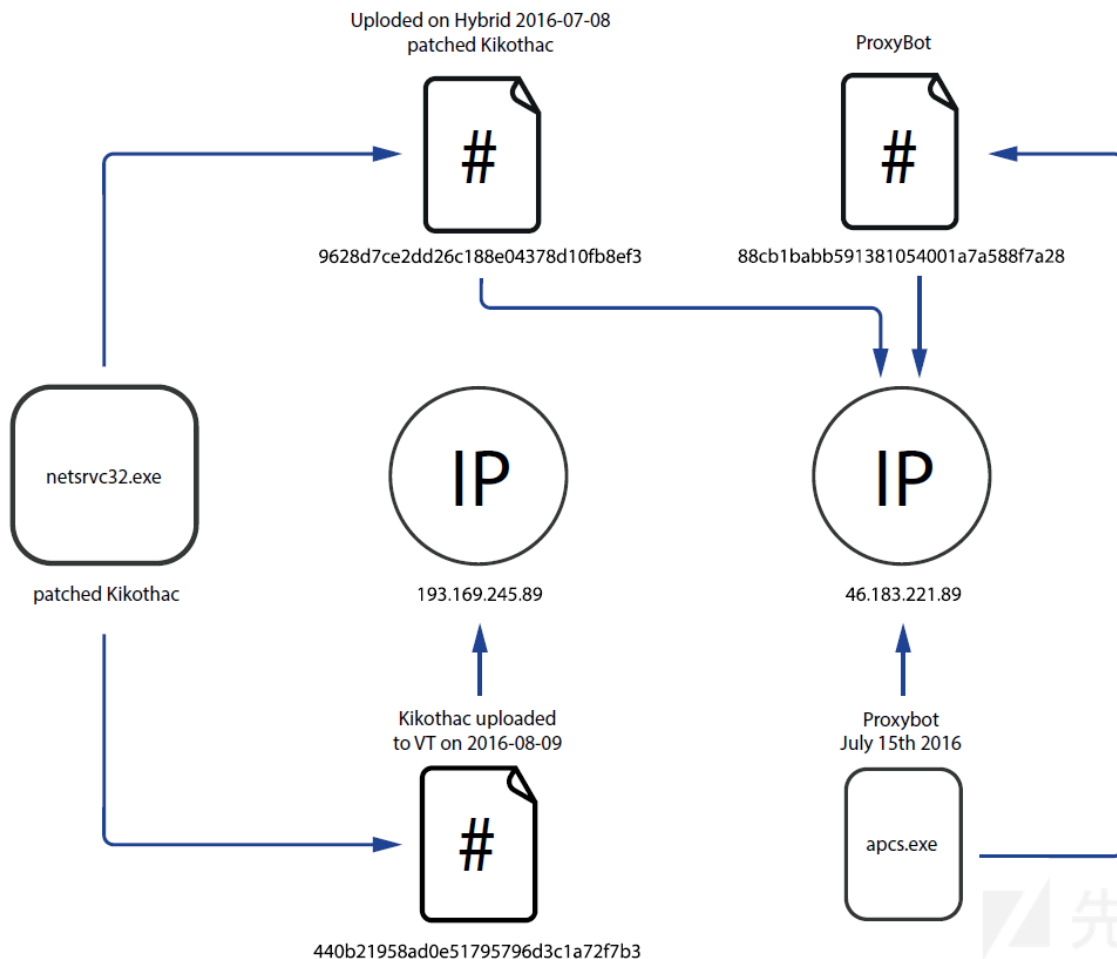 Uploded on Hybrid 2016-07-08
patched Kikothac
ProxyBot
#
#
9628d7ce2dd26c188e04378d10fb8ef3
88cb1babb591381054001a7a588f7a28
netsrvc32.exe
IP
IP
patched Kikothac
193.169.245.89
46.183.221.89
Kikothac uploaded
to VT on 2016-08-09
Proxybot
July 15th 2016
#
apcs.exe
先
440b21958ad0e51795796d3c1a72f7b3